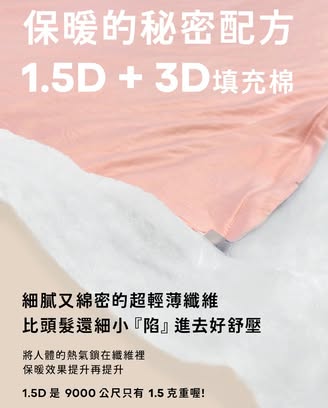 保暖的秘密配方
1.5D + 3D填充棉
細膩又綿密的超輕薄纖維
比頭髮還細小『陷』進去好舒壓
將人體的熱氣鎖在纖維裡
保暖效果提升再提升
1.5D 是 9000 公尺只有 1.5 克重喔!